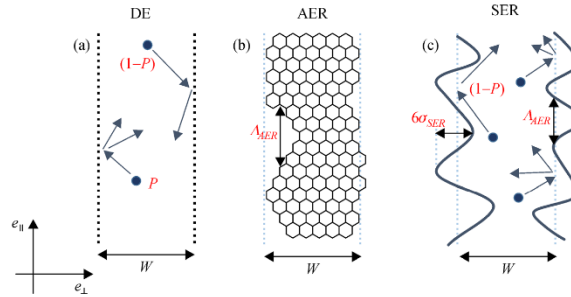 DE
AER
SER
(a)
(b)
(c)
(1–P)
P
Λ_AER
6σ_SER
(1–P)
Λ_AER
e_∥
e_⊥
W
W
W